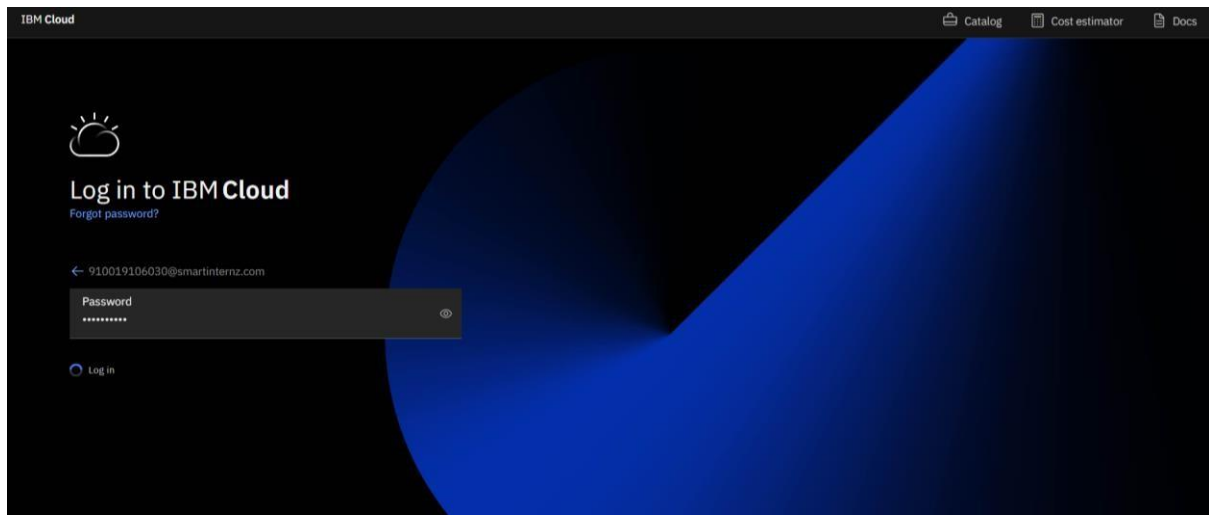 IBM Cloud Catalog Cost estimator Docs
Log in to IBM Cloud
Forgot password?
← 910019106030@smartinternz.com
Password
••••••••••
Log in